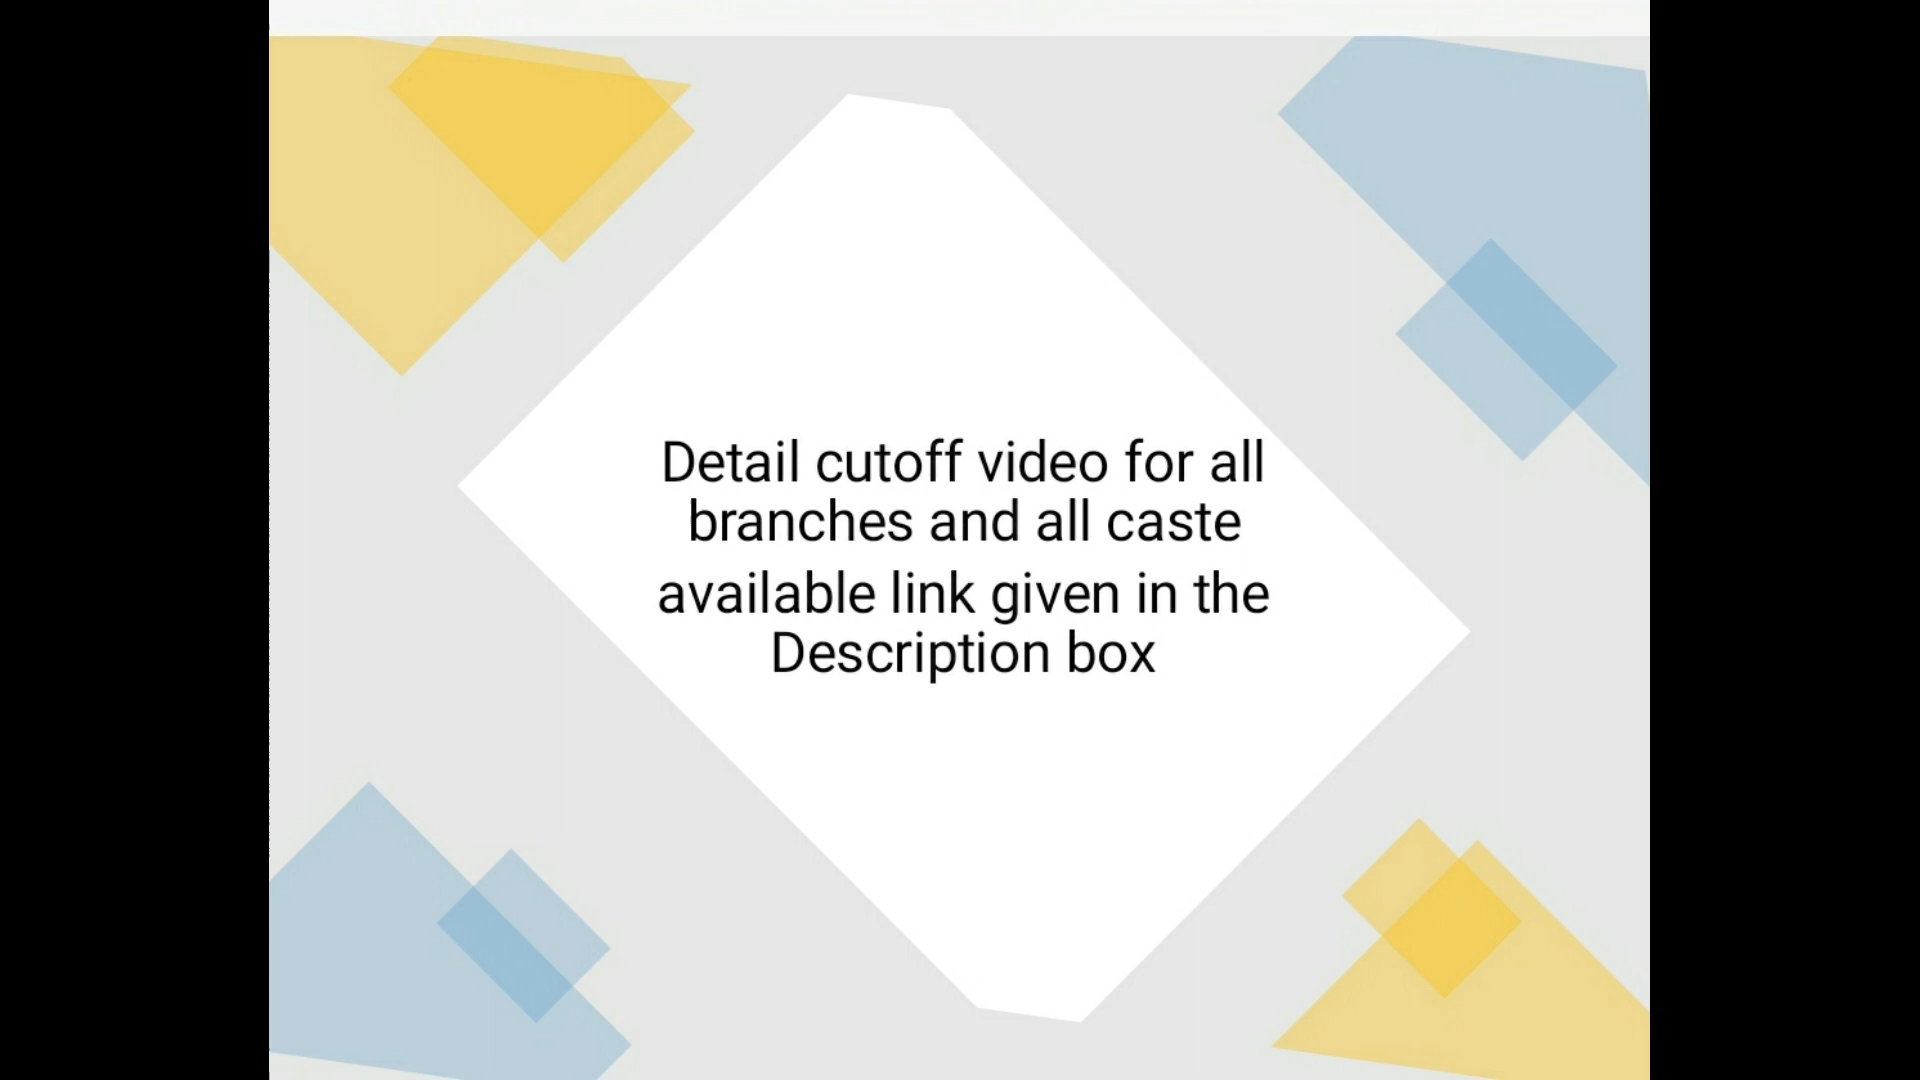 Detail cutoff video for all
branches and all caste
available link given in the
Description box